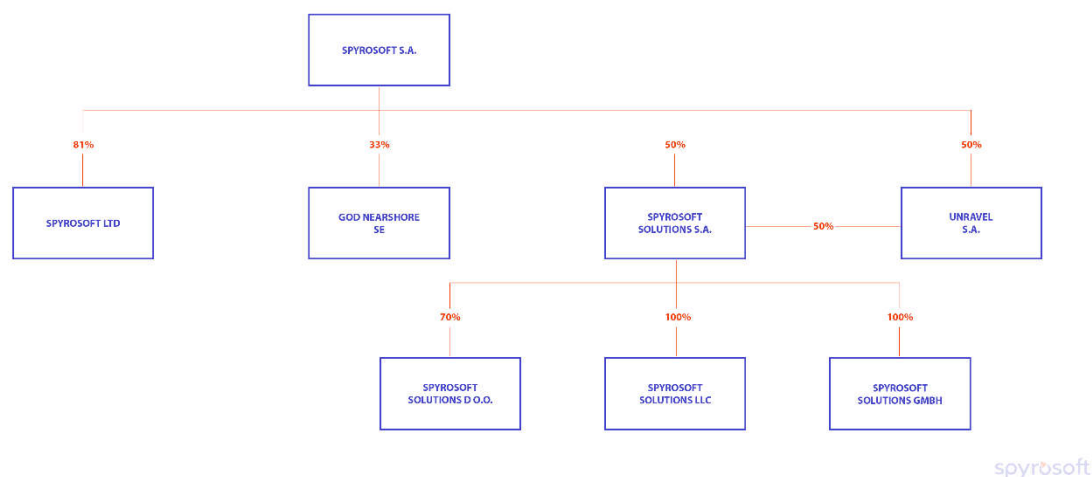 SPYROSOFT S.A.
81%
33%
50%
50%
SPYROSOFT LTD
GOD NEARSHORE
SE
SPYROSOFT
SOLUTIONS S.A.
50%
UNRAVEL
S.A.
70%
100%
100%
SPYROSOFT
SOLUTIONS D O.O.
SPYROSOFT
SOLUTIONS LLC
SPYROSOFT
SOLUTIONS GMBH
spyrosoft